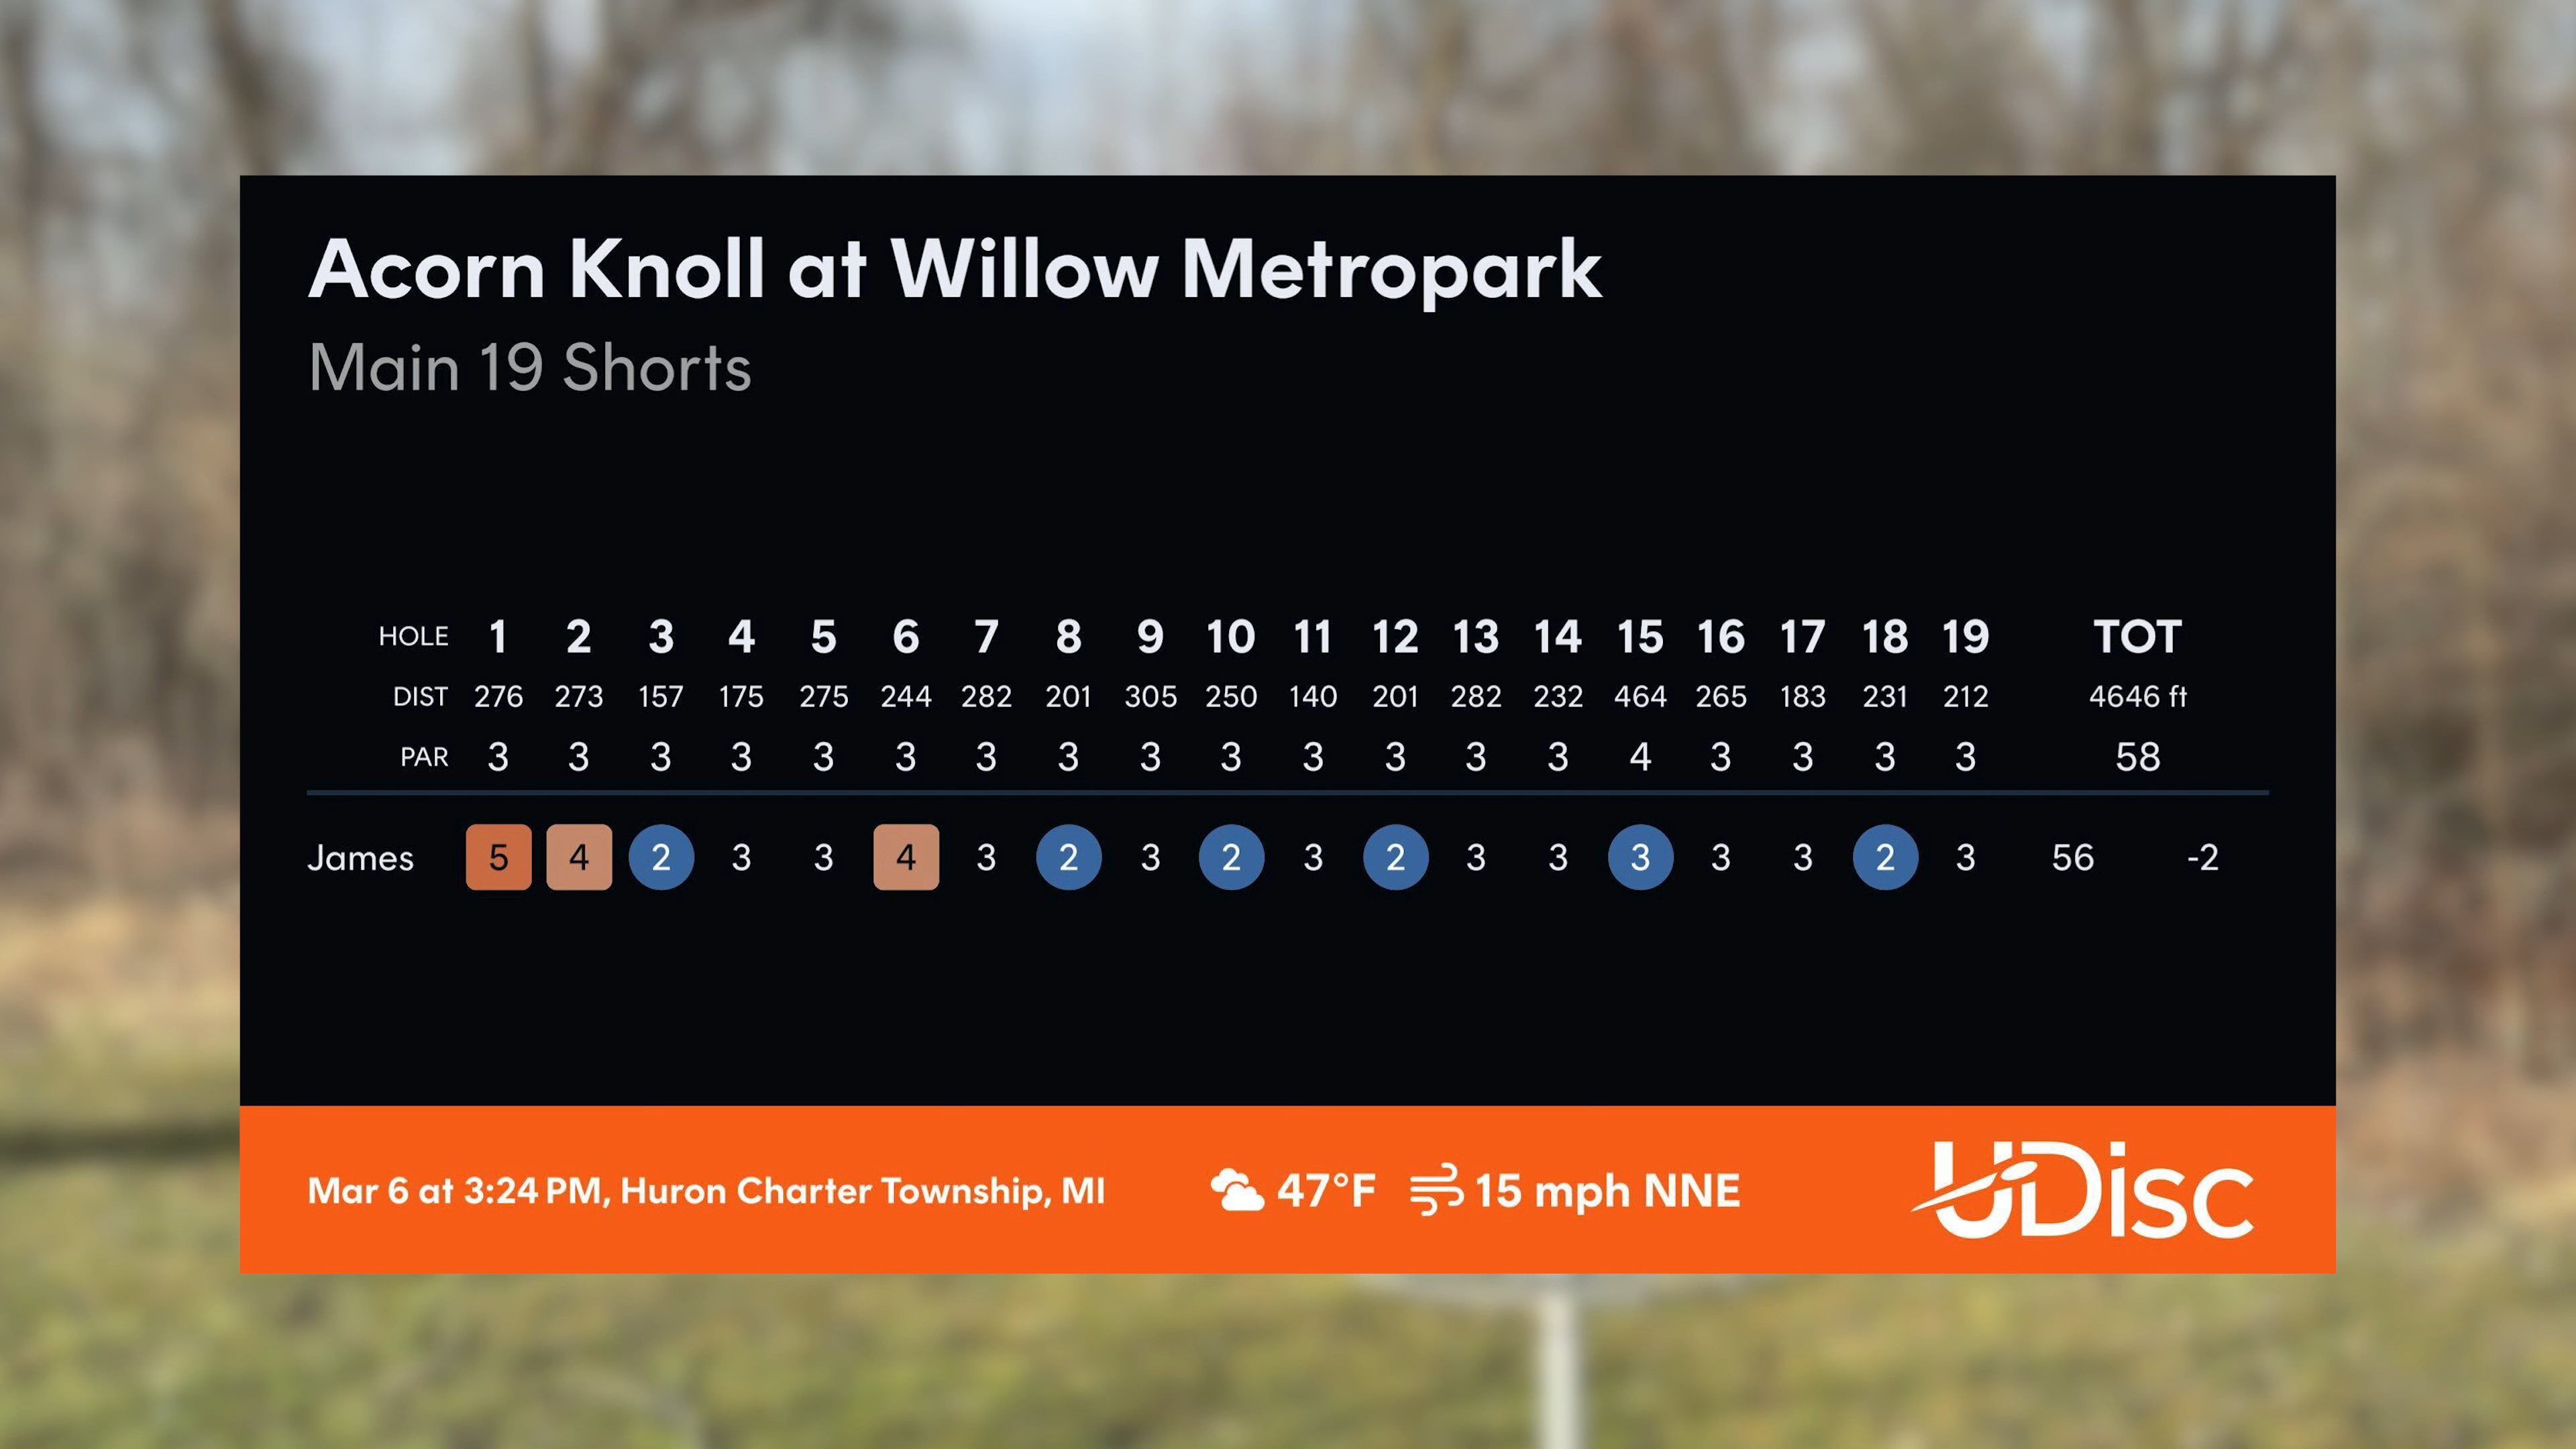 Acorn Knoll at Willow Metropark
Main 19 Shorts
HOLE 1 2 3 4 5 6 7 8 9 10 11 12 13 14 15 16 17 18 19 TOT
DIST 276 273 157 175 275 244 282 201 305 250 140 201 282 232 464 265 183 231 212 4646 ft
PAR 3 3 3 3 3 3 3 3 3 3 3 3 3 3 4 3 3 3 3 58
James 5 4 2 3 3 4 3 2 3 2 3 2 3 3 3 3 3 2 3 56 -2
Mar 6 at 3:24 PM, Huron Charter Township, MI 47°F 15 mph NNE UDisc